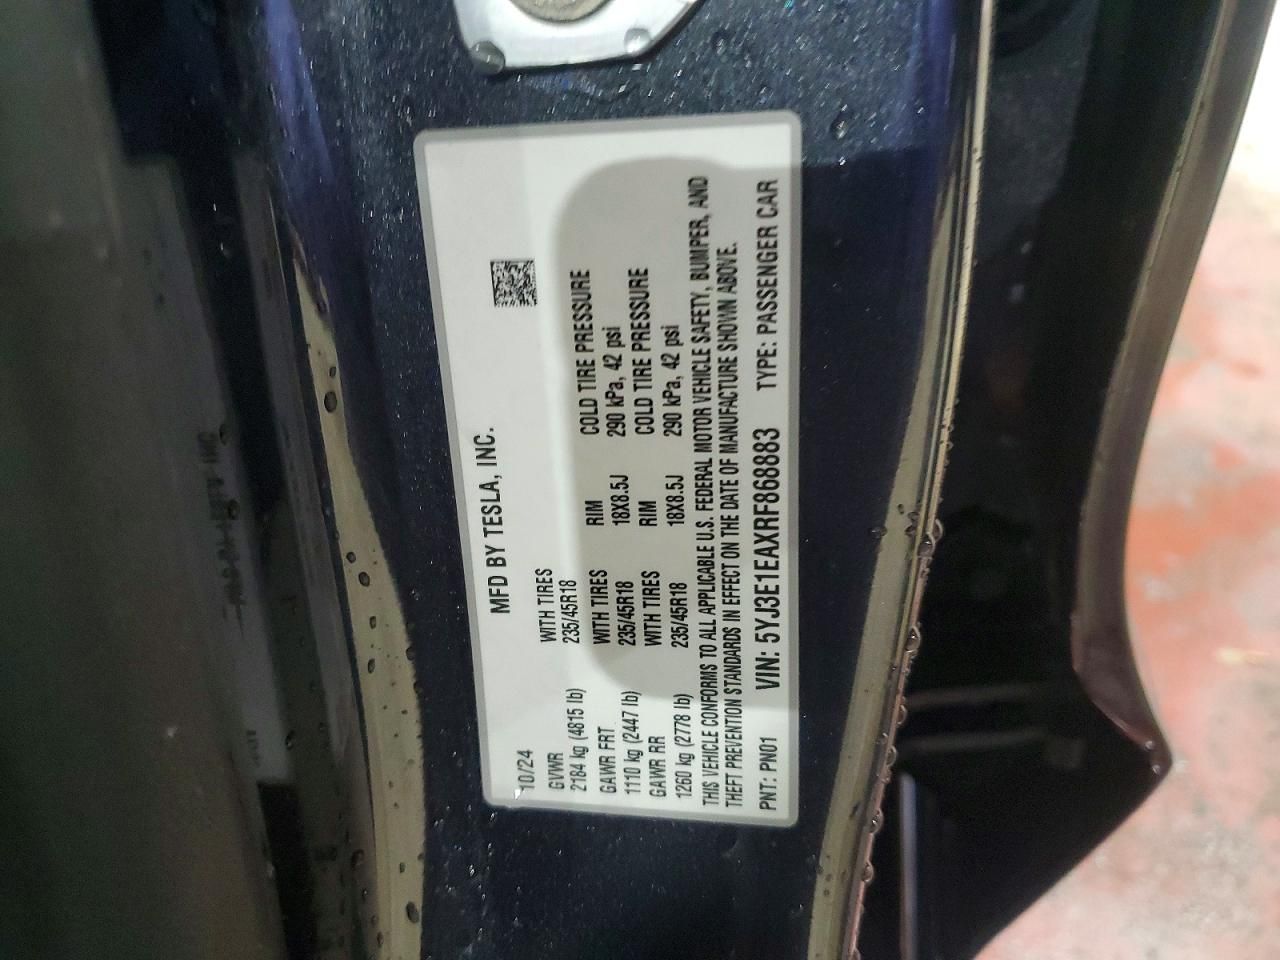 MFD BY TESLA, INC.
10/24
GVWR WITH TIRES
2184 kg (4815 lb) 235/45R18
GAWR FRT WITH TIRES RIM COLD TIRE PRESSURE
1110 kg (2447 lb) 235/45R18 18X8.5J 290 kPa, 42 psi
GAWR RR WITH TIRES RIM COLD TIRE PRESSURE
1260 kg (2778 lb) 235/45R18 18X8.5J 290 kPa, 42 psi
THIS VEHICLE CONFORMS TO ALL APPLICABLE U.S. FEDERAL MOTOR VEHICLE SAFETY, BUMPER, AND
THEFT PREVENTION STANDARDS IN EFFECT ON THE DATE OF MANUFACTURE SHOWN ABOVE.
PNT: PN01 VIN: 5YJ3E1EAXRF868883 TYPE: PASSENGER CAR